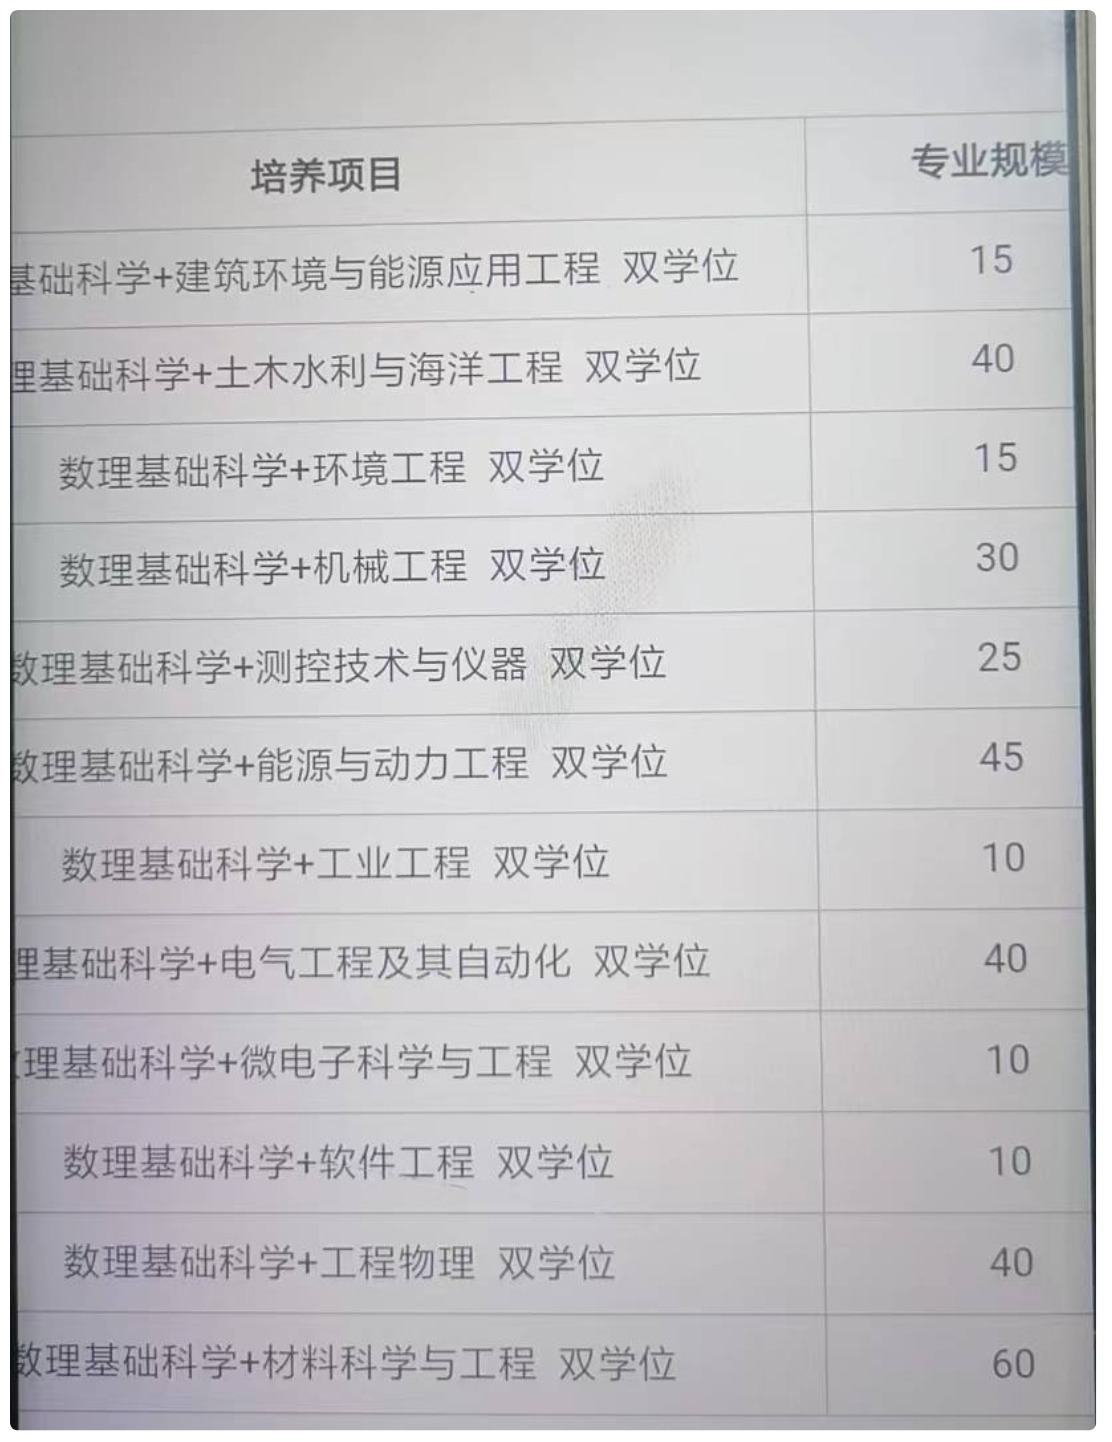 培养项目 专业规模
基础科学+建筑环境与能源应用工程 双学位 15
理基础科学+土木水利与海洋工程 双学位 40
数理基础科学+环境工程 双学位 15
数理基础科学+机械工程 双学位 30
数理基础科学+测控技术与仪器 双学位 25
数理基础科学+能源与动力工程 双学位 45
数理基础科学+工业工程 双学位 10
理基础科学+电气工程及其自动化 双学位 40
理基础科学+微电子科学与工程 双学位 10
数理基础科学+软件工程 双学位 10
数理基础科学+工程物理 双学位 40
数理基础科学+材料科学与工程 双学位 60